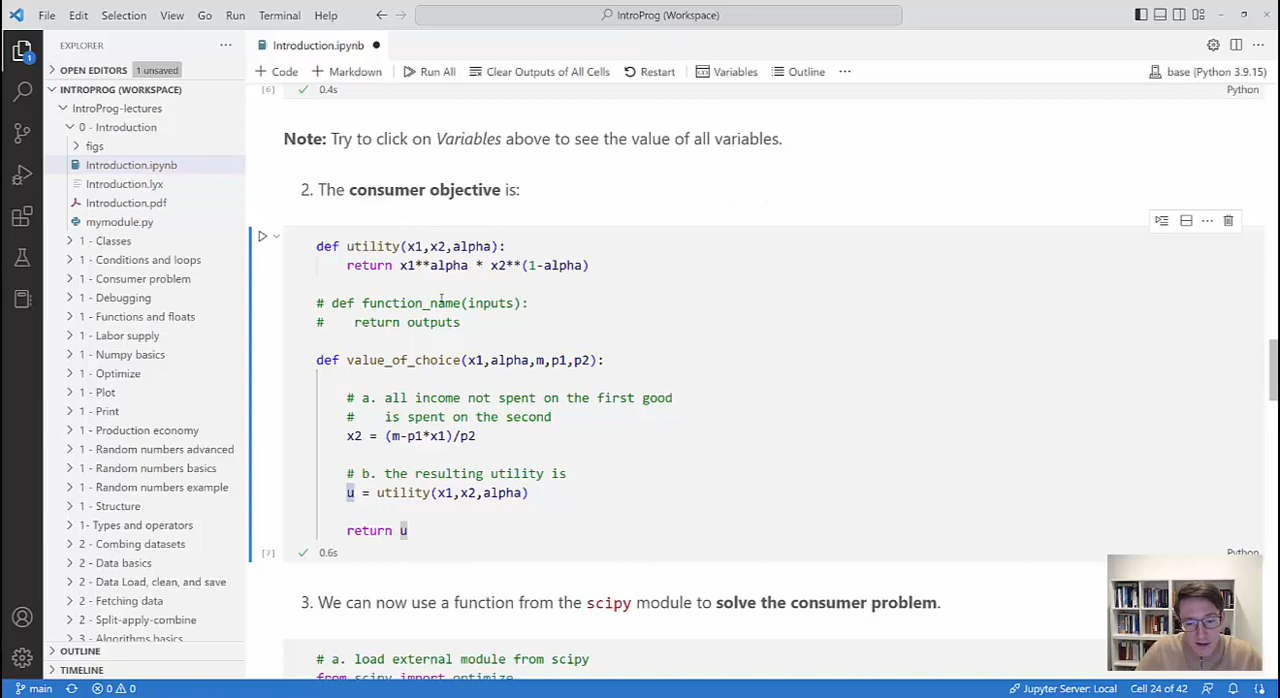 File Edit Selection View Go Run Terminal Help IntroProg (Workspace)
EXPLORER
Introduction.ipynb
OPEN EDITORS 1 unsaved
+ Code + Markdown Run All Clear Outputs of All Cells Restart Variables Outline base (Python 3.9.15)
INTROPROG (WORKSPACE)
IntroProg-lectures
0 - Introduction
figs
Introduction.ipynb
Introduction.lyx
Introduction.pdf
mymodule.py
1 - Classes
1 - Conditions and loops
1 - Consumer problem
1 - Debugging
1 - Functions and floats
1 - Labor supply
1 - Numpy basics
1 - Optimize
1 - Plot
1 - Print
1 - Production economy
1 - Random numbers advanced
1 - Random numbers basics
1 - Random numbers example
1 - Structure
1- Types and operators
2 - Combing datasets
2 - Data basics
2 - Data Load, clean, and save
2 - Fetching data
2 - Split-apply-combine
3 - Algorithms basics
OUTLINE
TIMELINE
[6] 0.4s Python
Note: Try to click on Variables above to see the value of all variables.
2. The consumer objective is:
def utility(x1,x2,alpha):
return x1**alpha * x2**(1-alpha)
# def function_name(inputs):
#    return outputs
def value_of_choice(x1,alpha,m,p1,p2):
# a. all income not spent on the first good
#    is spent on the second
x2 = (m-p1*x1)/p2
# b. the resulting utility is
u = utility(x1,x2,alpha)
return u
[7] 0.6s Python
3. We can now use a function from the scipy module to solve the consumer problem.
# a. load external module from scipy
from scipy import optimize
main 0 0 Jupyter Server: Local Cell 24 of 42